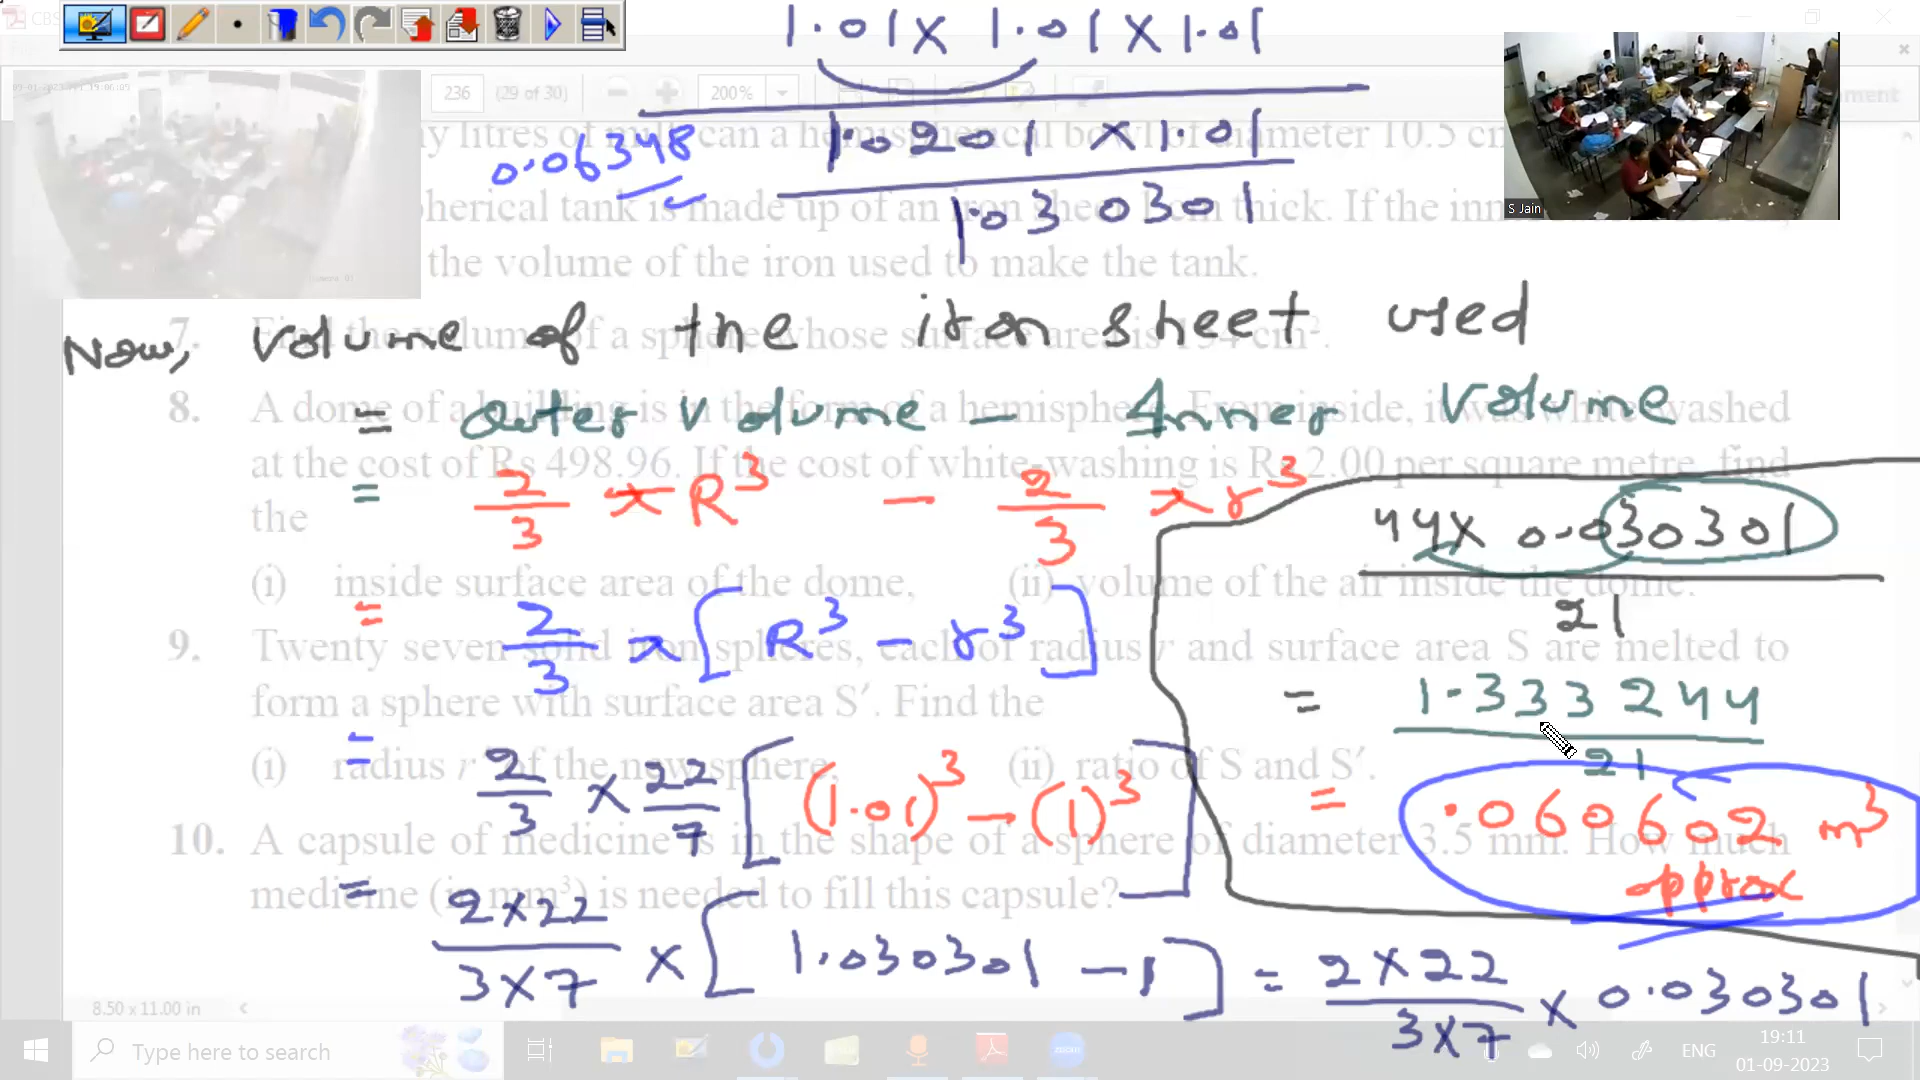 1.01 X 1.01 X 1.01
236 (29 of 30) 200%
0.06348
1.0201 X 1.01
1.030301
litres of milk can a hemispherical bowl of diameter 10.5 cm
herical tank is made up of an iron sheet 1 cm thick. If the inn
the volume of the iron used to make the tank.
S Jain
7. Find the volume of a sphere whose surface area is 154 cm².
Now, Volume of the iron sheet used
8. A dome of a building is in the form of a hemisphere. From inside, it was white-washed
= Outer Volume - Inner Volume
at the cost of Rs 498.96. If the cost of white-washing is Rs 2.00 per square metre, find
the
= 2/3 π R³ - 2/3 π r³
(i) inside surface area of the dome, (ii) volume of the air inside the dome.
= 2/3 π [R³ - r³]
9. Twenty seven solid iron spheres, each of radius r and surface area S are melted to
form a sphere with surface area S′. Find the
(i) radius r′ of the new sphere, (ii) ratio of S and S′.
= 2/3 X 22/7 [(1.01)³ - (1)³]
10. A capsule of medicine is in the shape of a sphere of diameter 3.5 mm. How much
medicine (in mm³) is needed to fill this capsule?
= 2X22/3X7 X [1.030301 - 1] = 2X22/3X7 X 0.030301
44X 0.030301
21
= 1.333244
21
= .060602 m³
approx
8.50 x 11.00 in
Type here to search
ENG
19:11
01-09-2023